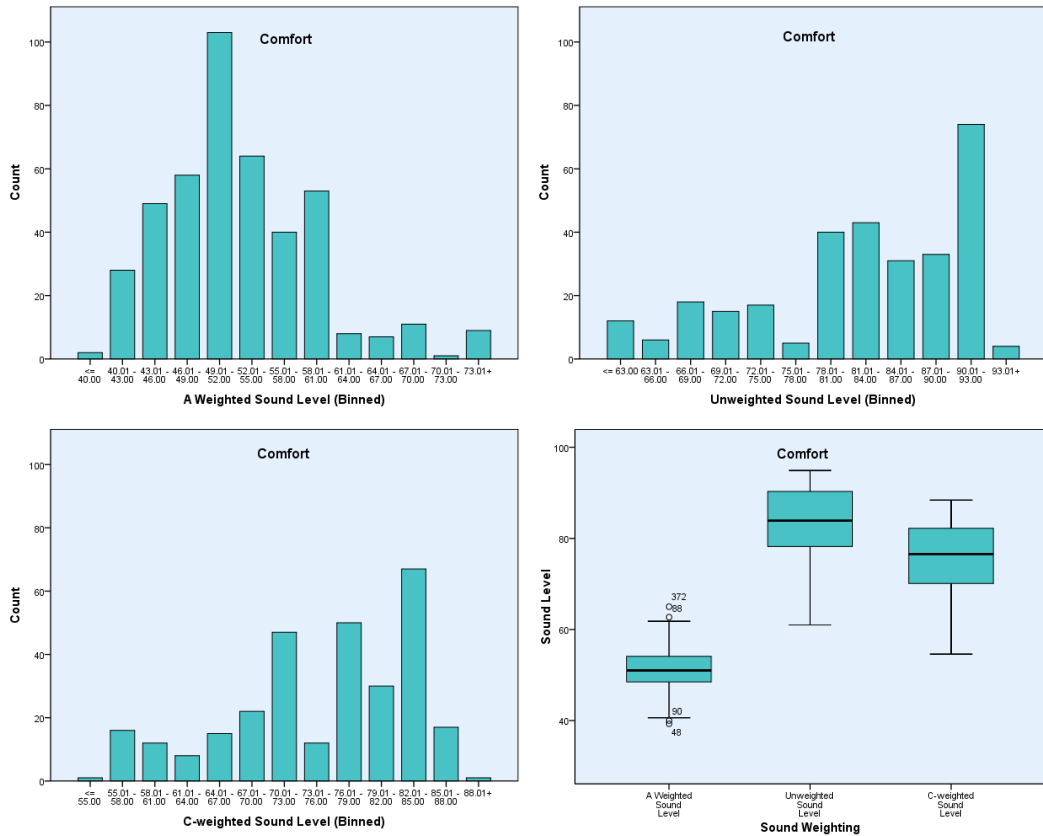 Comfort
100
80
60
40
20
0
Count
<= 40.00
40.01 - 43.00
43.01 - 46.00
46.01 - 49.00
49.01 - 52.00
52.01 - 55.00
55.01 - 58.00
58.01 - 61.00
61.01 - 64.00
64.01 - 67.00
67.01 - 70.00
70.01 - 73.00
73.01+
A Weighted Sound Level (Binned)
Comfort
100
80
60
40
20
0
Count
<= 63.00
63.01 - 66.00
66.01 - 69.00
69.01 - 72.00
72.01 - 75.00
75.01 - 78.00
78.01 - 81.00
81.01 - 84.00
84.01 - 87.00
87.01 - 90.00
90.01 - 93.00
93.01+
Unweighted Sound Level (Binned)
Comfort
100
80
60
40
20
0
Count
<= 55.00
55.01 - 58.00
58.01 - 61.00
61.01 - 64.00
64.01 - 67.00
67.01 - 70.00
70.01 - 73.00
73.01 - 76.00
76.01 - 79.00
79.01 - 82.00
82.01 - 85.00
85.01 - 88.00
88.01+
C-weighted Sound Level (Binned)
Comfort
100
80
60
40
Sound Level
372
88
90
48
A Weighted
Sound
Level
Unweighted
Sound
Level
C-weighted
Sound
Level
Sound Weighting